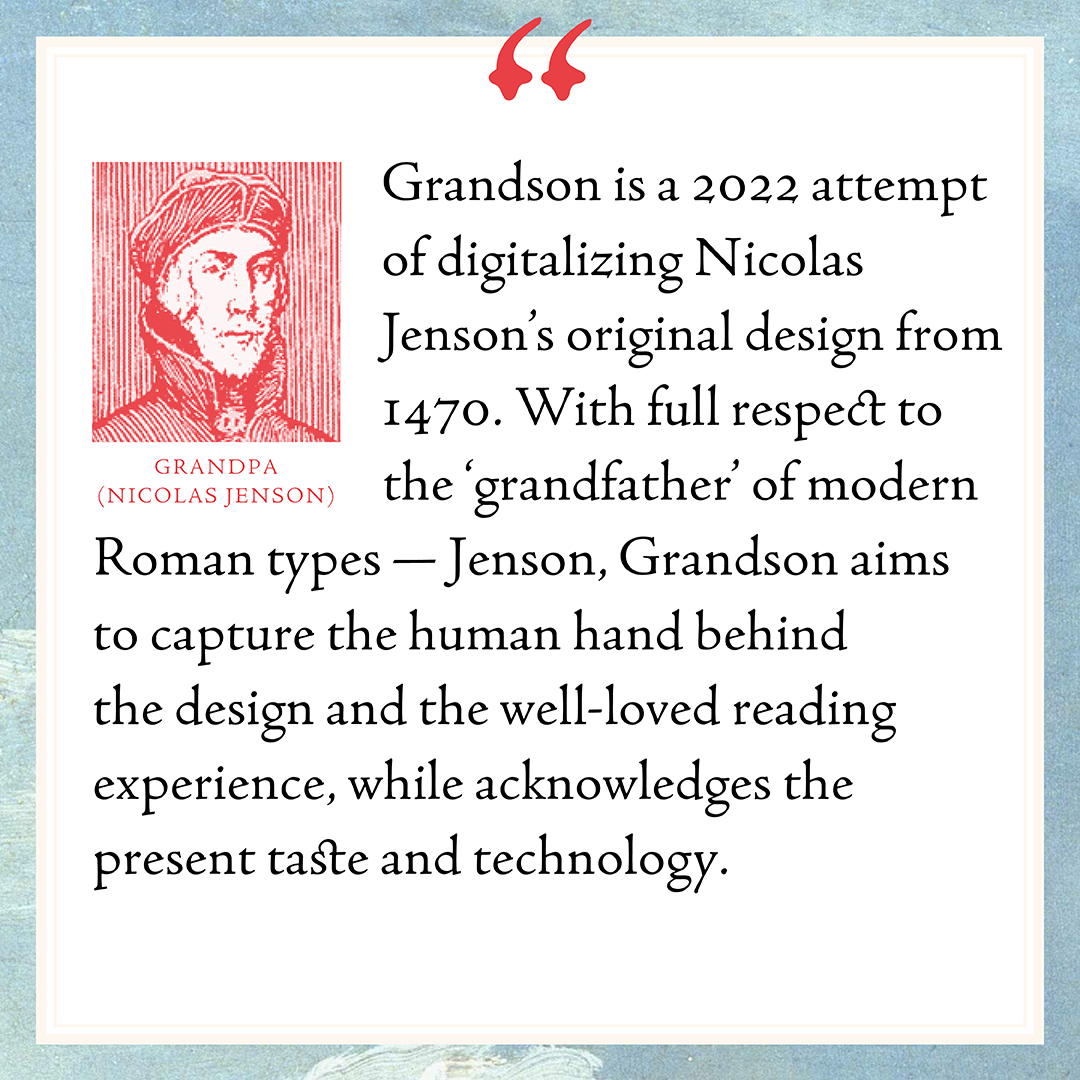 “
Grandson is a 2022 attempt
of digitalizing Nicolas
Jenson’s original design from
1470. With full respect to
the ‘grandfather’ of modern
GRANDPA
(NICOLAS JENSON)
Roman types — Jenson, Grandson aims
to capture the human hand behind
the design and the well-loved reading
experience, while acknowledges the
present taste and technology.